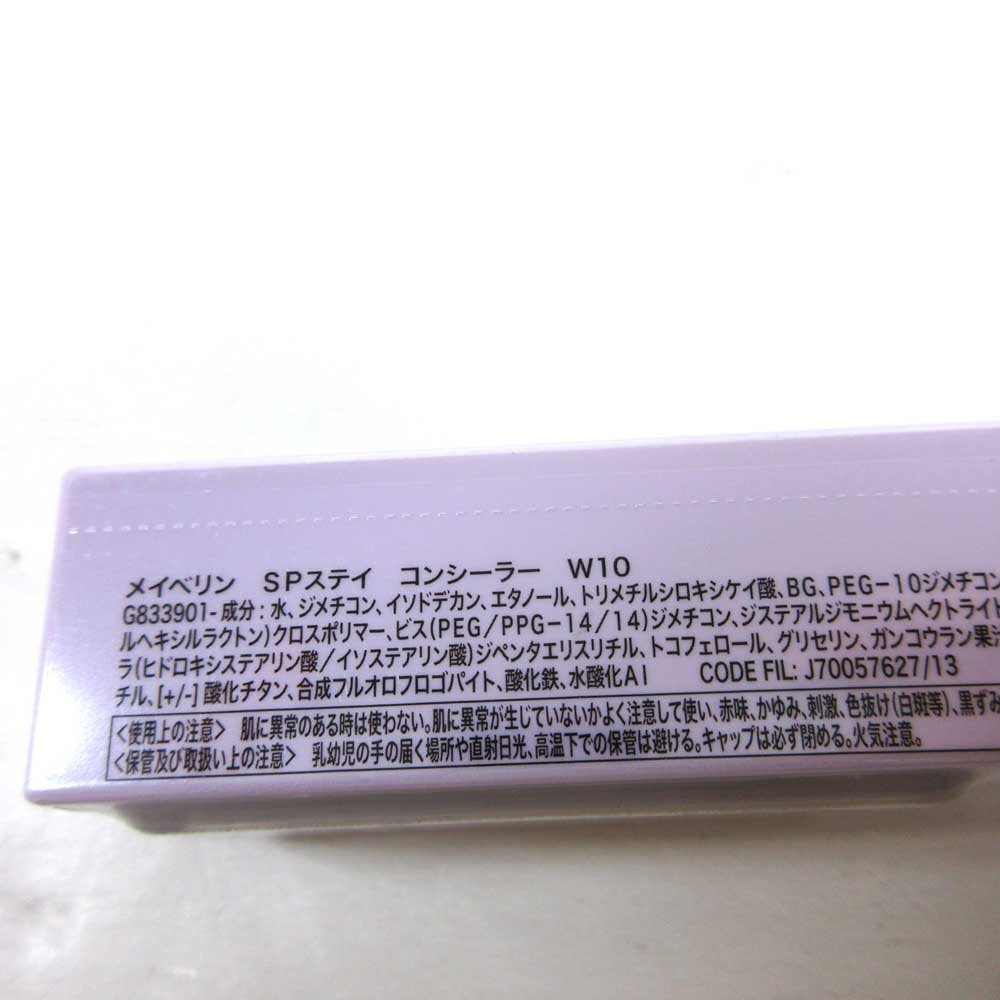 メイベリン SPステイ コンシーラー W10
G833901- 成分 : 水、ジメチコン、イソドデカン、エタノール、トリメチルシロキシケイ酸、BG、PEG-10ジメチコン
ルヘキシルラクトン)クロスポリマー、ビス(PEG/PPG-14/14)ジメチコン、ジステアルジモニウムヘクトライト
ラ(ヒドロキシステアリン酸/イソステアリン酸)ジペンタエリスリチル、トコフェロール、グリセリン、ガンコウラン果汁
チル、[+/-] 酸化チタン、合成フルオロフロゴパイト、酸化鉄、水酸化Al CODE FIL: J70057627/13
<使用上の注意> 肌に異常のある時は使わない。肌に異常が生じていないかよく注意して使い、赤味、かゆみ、刺激、色抜け(白斑等)、黒ずみ
<保管及び取扱い上の注意> 乳幼児の手の届く場所や直射日光、高温下での保管は避ける。キャップは必ず閉める。火気注意。